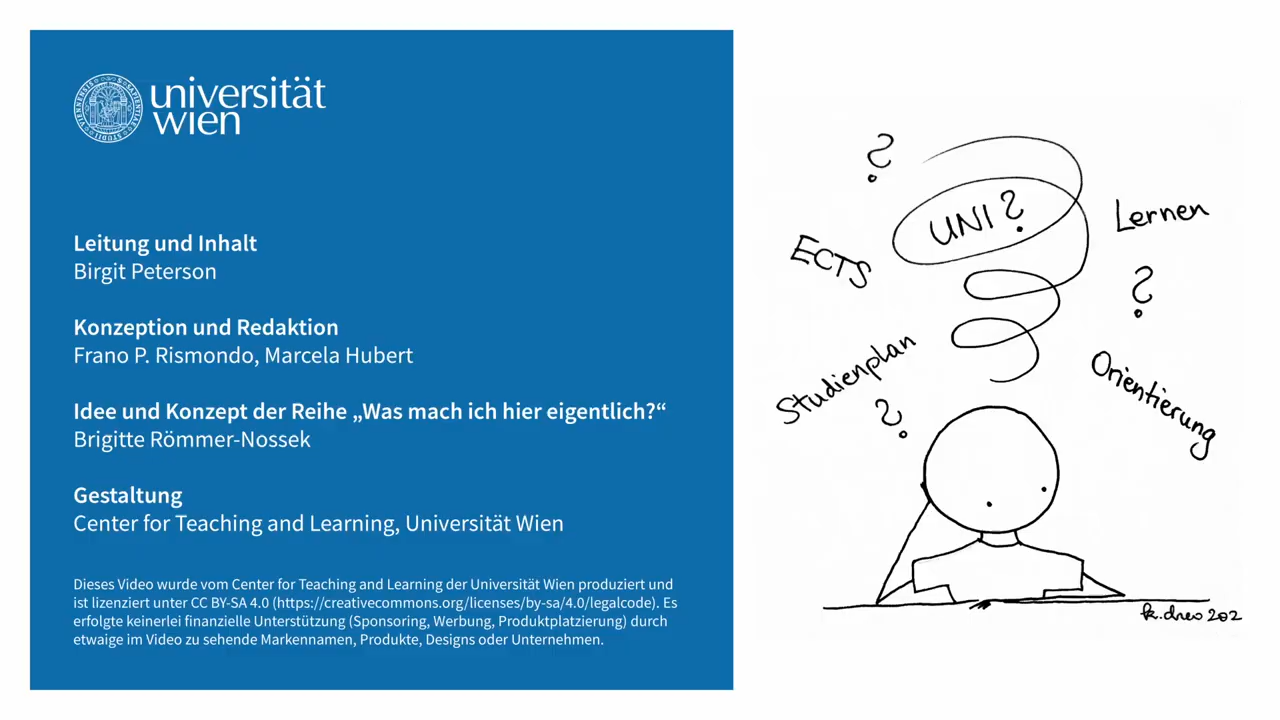 universität
wien
Leitung und Inhalt
Birgit Peterson
Konzeption und Redaktion
Frano P. Rismondo, Marcela Hubert
Idee und Konzept der Reihe „Was mach ich hier eigentlich?“
Brigitte Römmer-Nossek
Gestaltung
Center for Teaching and Learning, Universität Wien
Dieses Video wurde vom Center for Teaching and Learning der Universität Wien produziert und
ist lizenziert unter CC BY-SA 4.0 (https://creativecommons.org/licenses/by-sa/4.0/legalcode). Es
erfolgte keinerlei finanzielle Unterstützung (Sponsoring, Werbung, Produktplatzierung) durch
etwaige im Video zu sehende Markennamen, Produkte, Designs oder Unternehmen.
?
UNI?
Lernen
ECTS
?
Studienplan
?
Orientierung